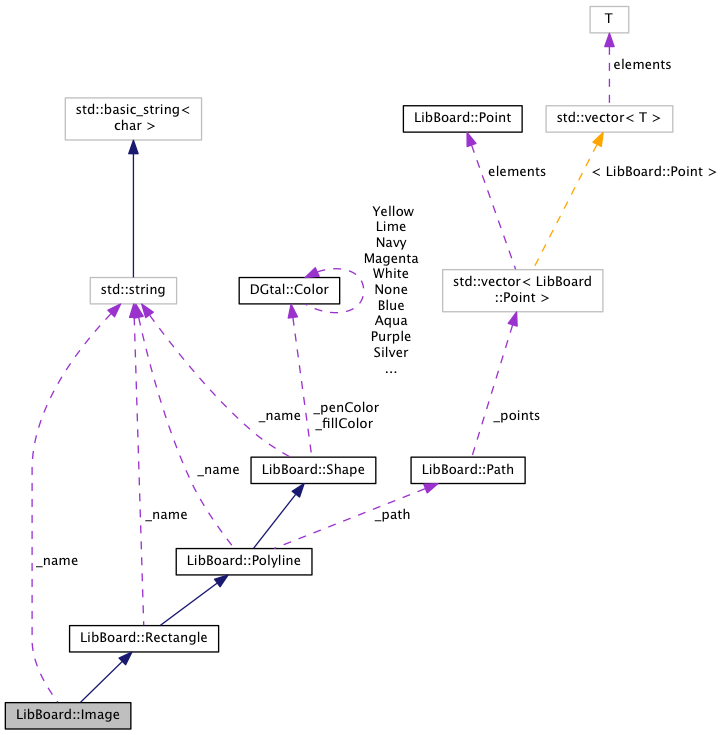 T
elements
std::basic_string<
char >
LibBoard::Point
std::vector< T >
elements
< LibBoard::Point >
Yellow
Lime
Navy
Magenta
White
None
Blue
Aqua
Purple
Silver
...
std::string
DGtal::Color
std::vector< LibBoard
::Point >
_penColor
_fillColor
_name
_points
LibBoard::Shape
LibBoard::Path
_name
_name
_path
_name
LibBoard::Polyline
LibBoard::Rectangle
LibBoard::Image